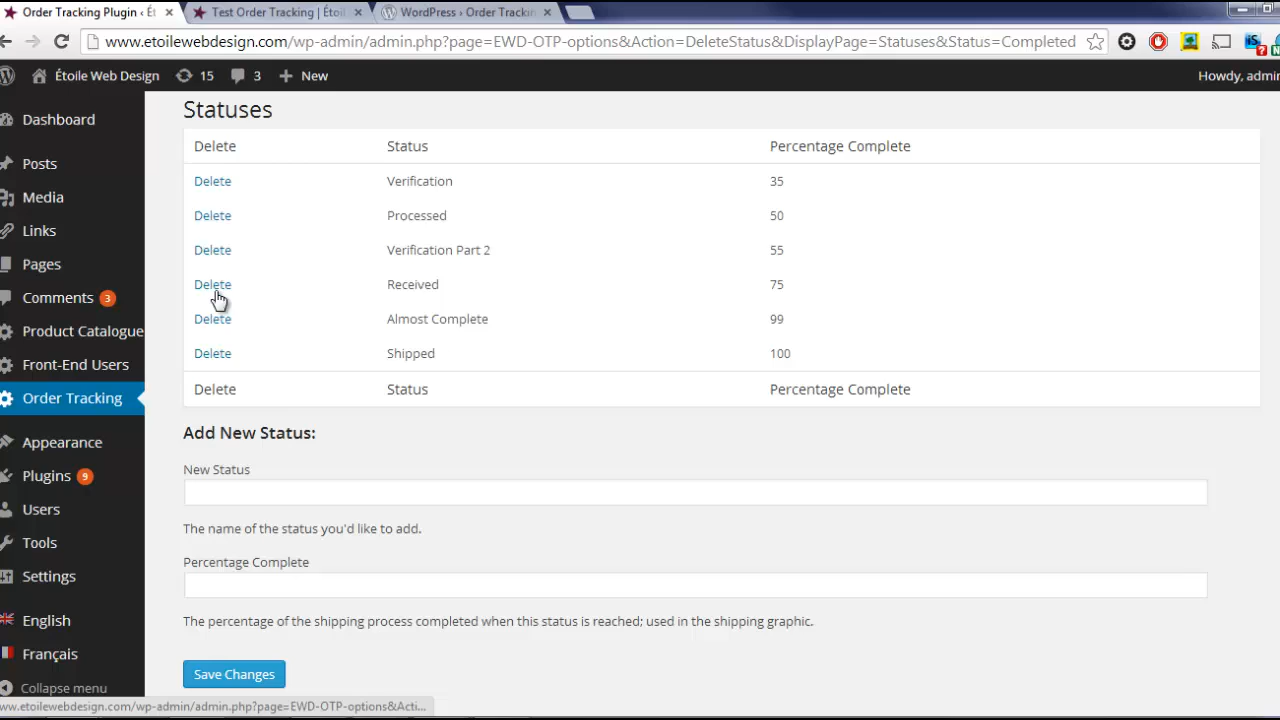 Order Tracking Plugin ‹ Ét
Test Order Tracking | Étoil
WordPress › Order Trackin
www.etoilewebdesign.com/wp-admin/admin.php?page=EWD-OTP-options&Action=DeleteStatus&DisplayPage=Statuses&Status=Completed
Étoile Web Design 15 3 New Howdy, admin
Dashboard
Posts
Media
Links
Pages
Comments 3
Product Catalogue
Front-End Users
Order Tracking
Appearance
Plugins 9
Users
Tools
Settings
English
Français
Collapse menu
Statuses
Delete Status Percentage Complete
Delete Verification 35
Delete Processed 50
Delete Verification Part 2 55
Delete Received 75
Delete Almost Complete 99
Delete Shipped 100
Delete Status Percentage Complete
Add New Status:
New Status
The name of the status you'd like to add.
Percentage Complete
The percentage of the shipping process completed when this status is reached; used in the shipping graphic.
Save Changes
www.etoilewebdesign.com/wp-admin/admin.php?page=EWD-OTP-options&Acti...